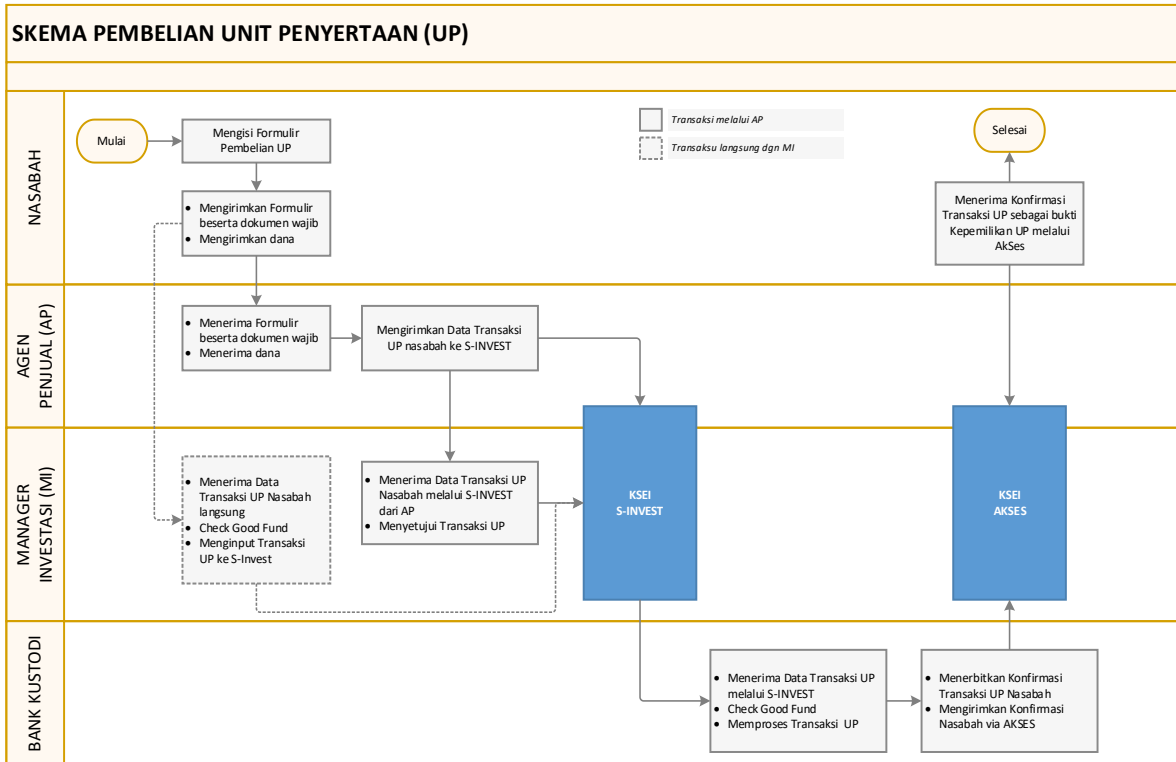 SKEMA PEMBELIAN UNIT PENYERTAAN (UP)
NASABAH
Mulai
Mengisi Formulir
Pembelian UP
Transaksi melalui AP
Transaksu langsung dgn MI
Selesai
• Mengirimkan Formulir
beserta dokumen wajib
• Mengirimkan dana
Menerima Konfirmasi
Transaksi UP sebagai bukti
Kepemilikan UP melalui
AkSes
AGEN
PENJUAL (AP)
• Menerima Formulir
beserta dokumen wajib
• Menerima dana
Mengirimkan Data Transaksi
UP nasabah ke S-INVEST
MANAGER
INVESTASI (MI)
• Menerima Data
Transaksi UP Nasabah
langsung
• Check Good Fund
• Menginput Transaksi
UP ke S-Invest
• Menerima Data Transaksi UP
Nasabah melalui S-INVEST
dari AP
• Menyetujui Transaksi UP
KSEI
S-INVEST
KSEI
AKSES
BANK KUSTODI
• Menerima Data Transaksi UP
melalui S-INVEST
• Check Good Fund
• Memproses Transaksi UP
• Menerbitkan Konfirmasi
Transaksi UP Nasabah
• Mengirimkan Konfirmasi
Nasabah via AKSES